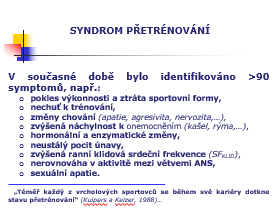 SYNDROM PŘETRÉNOVÁNÍ
V současné době bylo identifikováno >90
symptomů, např.:
o pokles výkonnosti a ztráta sportovní formy,
o nechuť k trénování,
o změny chování (apatie, agresivita, nervozita,…),
o zvýšená náchylnost k onemocněním (kašel, rýma,…),
o hormonální a enzymatické změny,
o neustálý pocit únavy,
o zvýšená ranní klidová srdeční frekvence (SFKLID),
o nerovnováha v aktivitě mezi větvemi ANS,
o sexuální apatie.
„Téměř každý z vrcholových sportovců se během své kariéry dotkne
stavu přetrénování" (Kuipers a Keizer, 1988)…